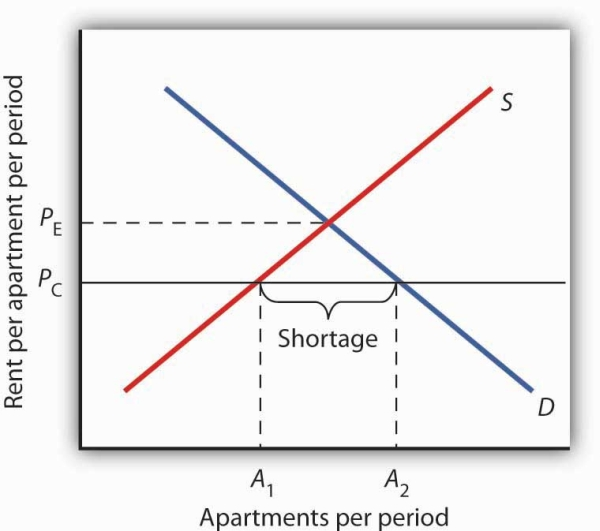 Rent per apartment per period
S
P_E
P_C
Shortage
D
A_1 A_2
Apartments per period